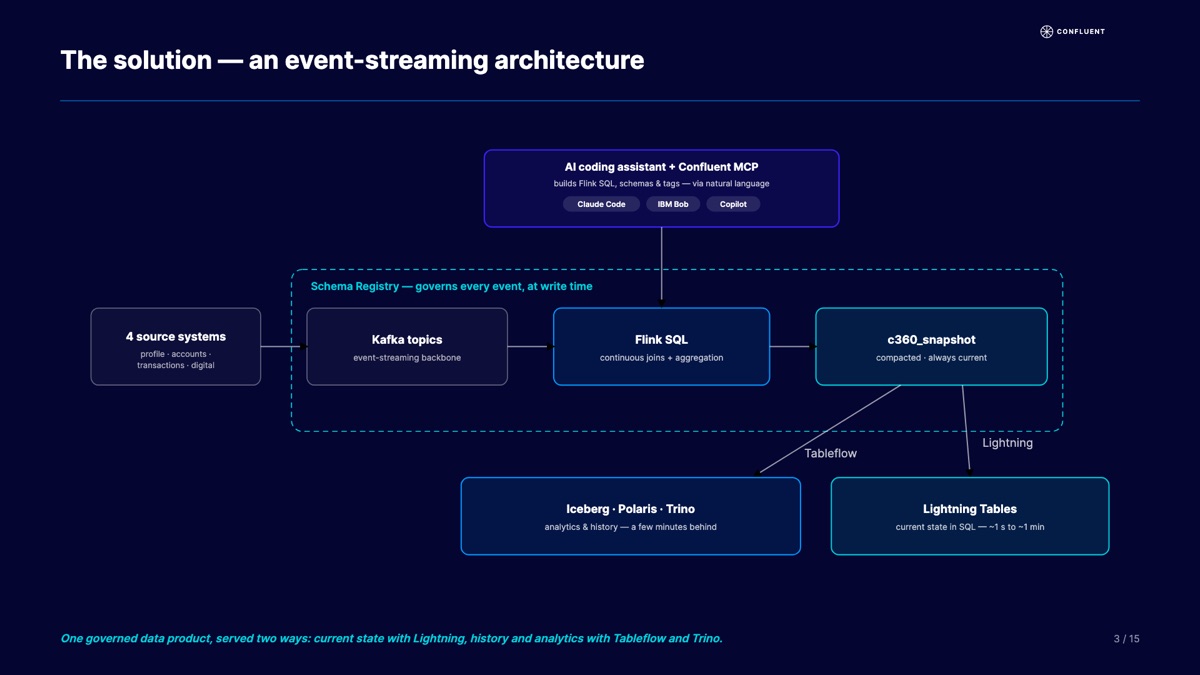 CONFLUENT
The solution — an event-streaming architecture
AI coding assistant + Confluent MCP
builds Flink SQL, schemas & tags — via natural language
Claude Code IBM Bob Copilot
Schema Registry — governs every event, at write time
4 source systems
profile · accounts ·
transactions · digital
Kafka topics
event-streaming backbone
Flink SQL
continuous joins + aggregation
c360_snapshot
compacted · always current
Tableflow
Lightning
Iceberg · Polaris · Trino
analytics & history — a few minutes behind
Lightning Tables
current state in SQL — ~1 s to ~1 min
One governed data product, served two ways: current state with Lightning, history and analytics with Tableflow and Trino.
3 / 15